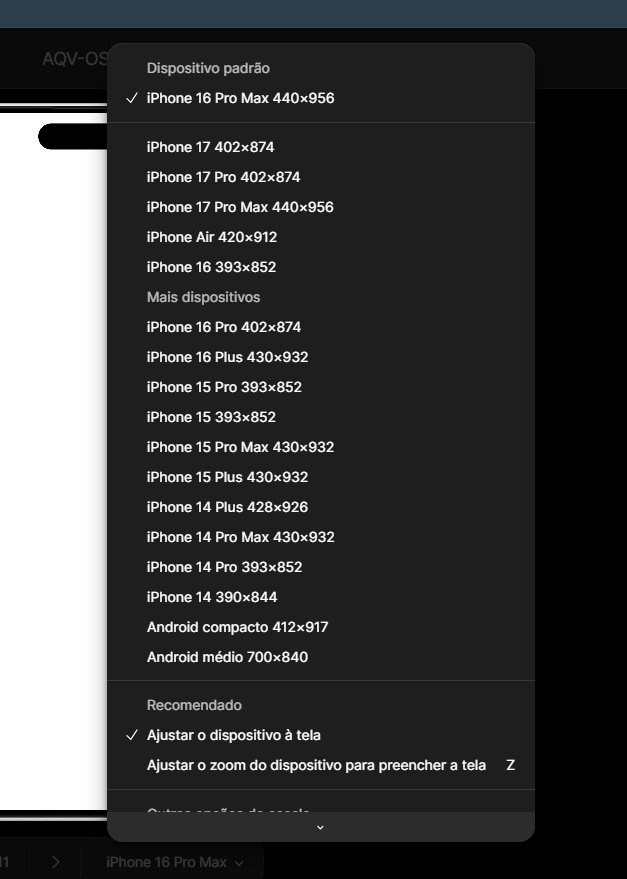 AQV-OS
Dispositivo padrão
iPhone 16 Pro Max 440×956
iPhone 17 402×874
iPhone 17 Pro 402×874
iPhone 17 Pro Max 440×956
iPhone Air 420×912
iPhone 16 393×852
Mais dispositivos
iPhone 16 Pro 402×874
iPhone 16 Plus 430×932
iPhone 15 Pro 393×852
iPhone 15 393×852
iPhone 15 Pro Max 430×932
iPhone 15 Plus 430×932
iPhone 14 Plus 428×926
iPhone 14 Pro Max 430×932
iPhone 14 Pro 393×852
iPhone 14 390×844
Android compacto 412×917
Android médio 700×840
Recomendado
Ajustar o dispositivo à tela
Ajustar o zoom do dispositivo para preencher a tela Z
Outras opções de escala
iPhone 16 Pro Max